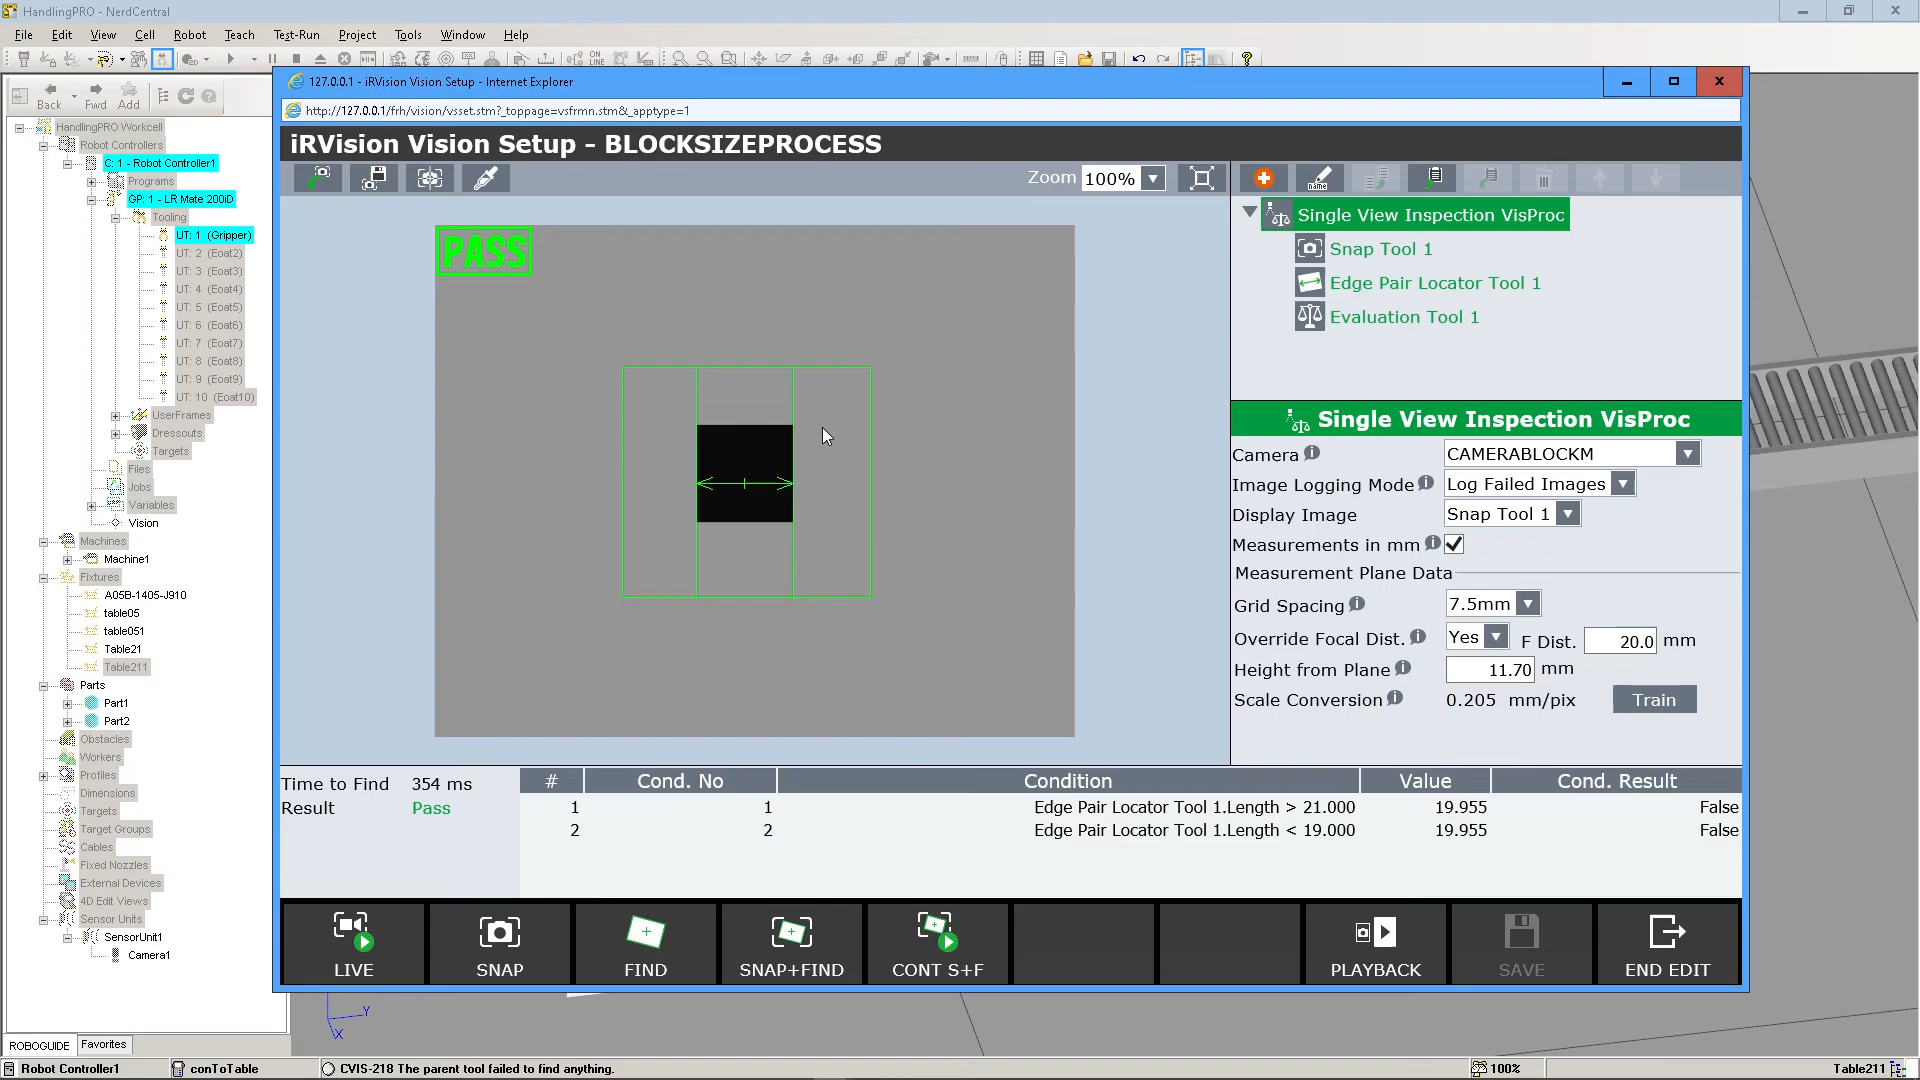 HandlingPRO - NerdCentral
File Edit View Cell Robot Teach Test-Run Project Tools Window Help
127.0.0.1 - iRVision Vision Setup - Internet Explorer
http://127.0.0.1/frh/vision/vsset.stm?_toppage=vsfrmn.stm&_apptype=1
Back Fwd Add
HandlingPRO Workcell
Robot Controllers
C: 1 - Robot Controller1
Programs
GP: 1 - LR Mate 200iD
Tooling
UT: 1 (Gripper)
UT: 2 (Eoat2)
UT: 3 (Eoat3)
UT: 4 (Eoat4)
UT: 5 (Eoat5)
UT: 6 (Eoat6)
UT: 7 (Eoat7)
UT: 8 (Eoat8)
UT: 9 (Eoat9)
UT: 10 (Eoat10)
UserFrames
Dressouts
Targets
Files
Jobs
Variables
Vision
Machines
Machine1
Fixtures
A05B-1405-J910
table05
table051
Table21
Table211
Parts
Part1
Part2
Obstacles
Workers
Profiles
Dimensions
Targets
Target Groups
Cables
Fixed Nozzles
External Devices
4D Edit Views
Sensor Units
SensorUnit1
Camera1
ROBOGUIDE Favorites
iRVision Vision Setup - BLOCKSIZEPROCESS
Zoom 100%
name
PASS
Single View Inspection VisProc
Snap Tool 1
Edge Pair Locator Tool 1
Evaluation Tool 1
Single View Inspection VisProc
Camera CAMERABLOCKM
Image Logging Mode Log Failed Images
Display Image Snap Tool 1
Measurements in mm
Measurement Plane Data
Grid Spacing 7.5mm
Override Focal Dist. Yes F Dist. 20.0 mm
Height from Plane 11.70 mm
Scale Conversion 0.205 mm/pix Train
Time to Find 354 ms
Result Pass
# Cond. No Condition Value Cond. Result
1 1 Edge Pair Locator Tool 1.Length > 21.000 19.955 False
2 2 Edge Pair Locator Tool 1.Length < 19.000 19.955 False
LIVE SNAP FIND SNAP+FIND CONT S+F PLAYBACK SAVE END EDIT
Y
X
Robot Controller1 conToTable CVIS-218 The parent tool failed to find anything. 100% Table211